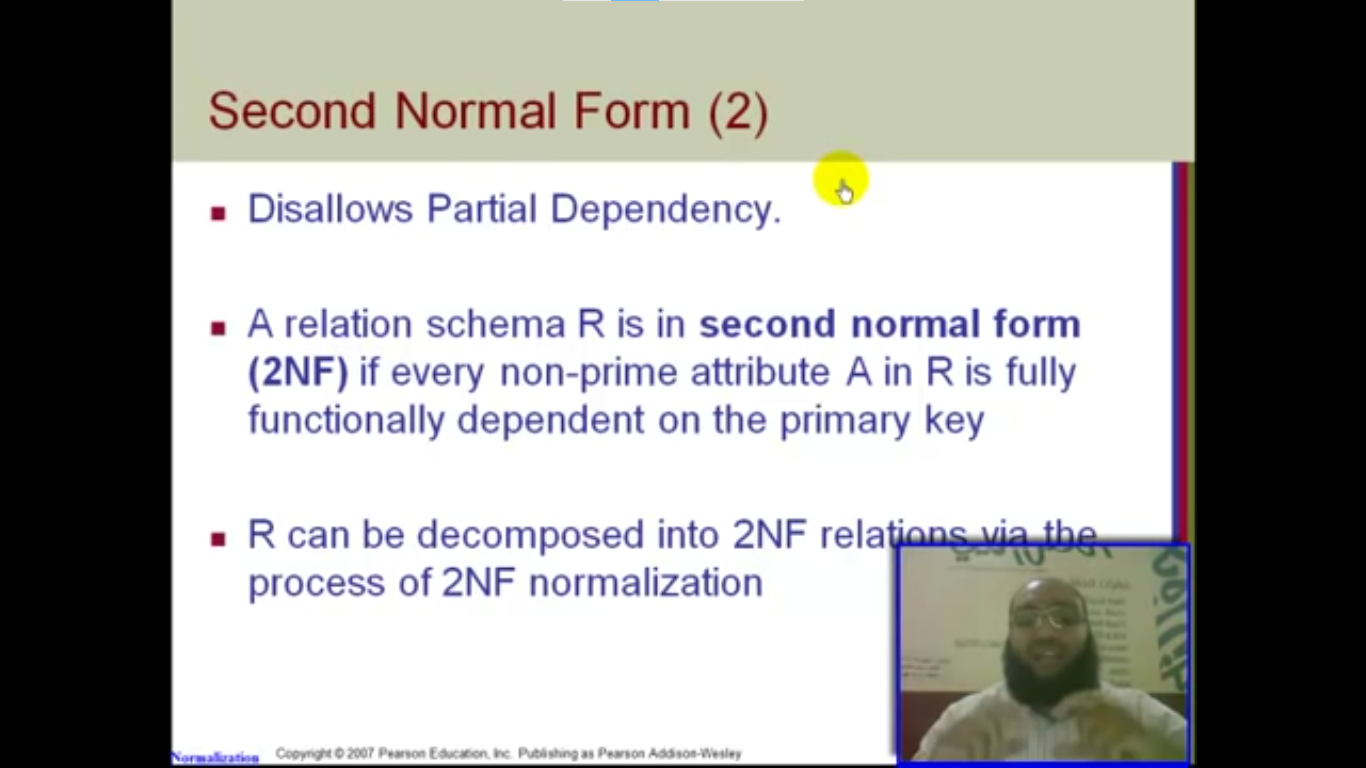 Second Normal Form (2)
Disallows Partial Dependency.
A relation schema R is in second normal form
(2NF) if every non-prime attribute A in R is fully
functionally dependent on the primary key
R can be decomposed into 2NF relations via the
process of 2NF normalization
Normalization
Copyright © 2007 Pearson Education, Inc. Publishing as Pearson Addison-Wesley